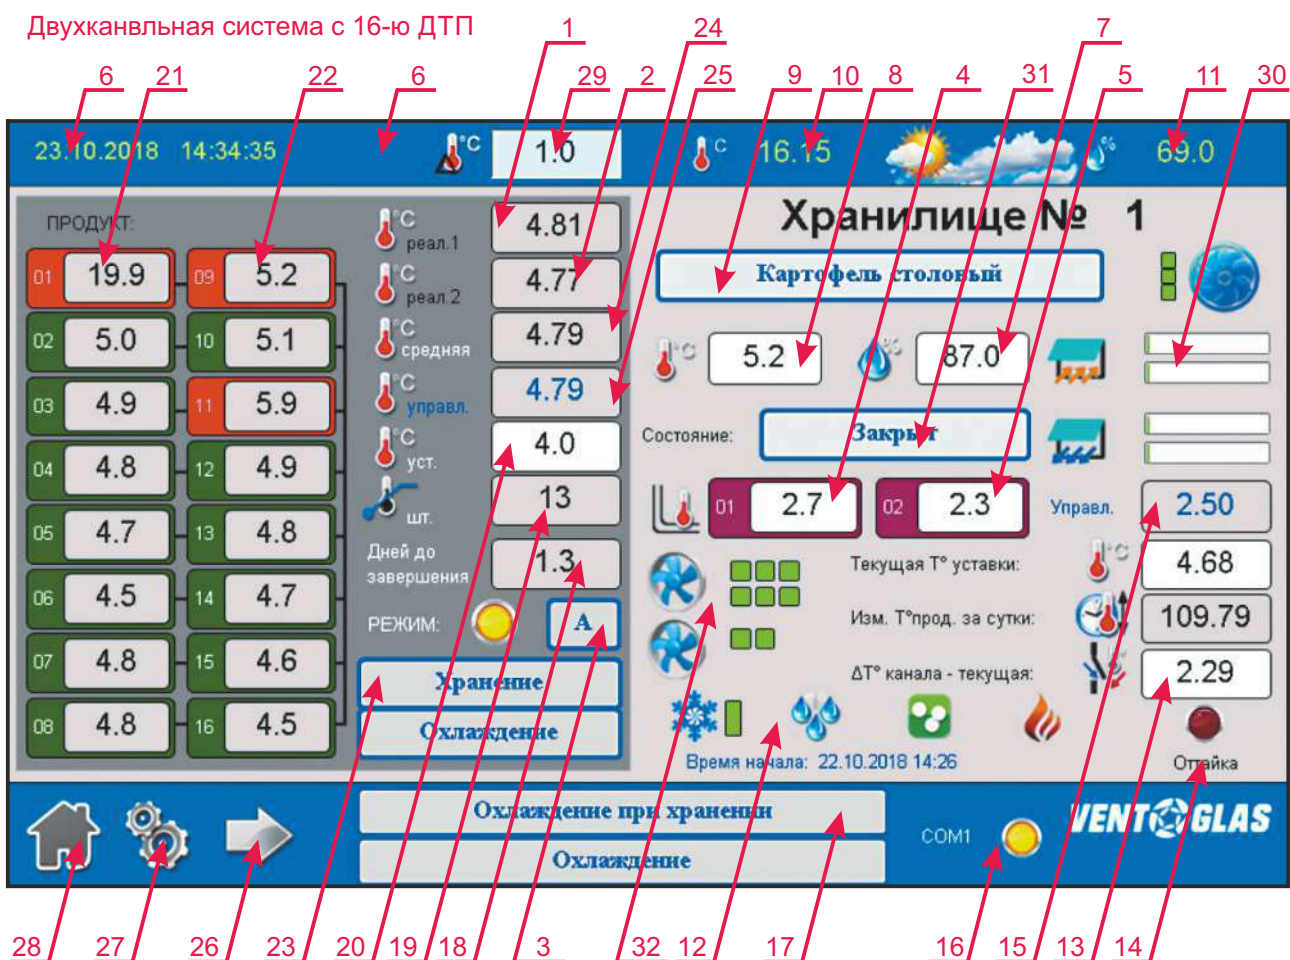 Двухканвльная система с 16-ю ДТП
1 24 7
6 21 22 6 29 2 25 9 10 8 4 31 5 11 30
23.10.2018 14:34:35 °C 1.0 °C 16.15 % 69.0
ПРОДУКТ:
01 19.9 09 5.2
02 5.0 10 5.1
03 4.9 11 5.9
04 4.8 12 4.9
05 4.7 13 4.8
06 4.5 14 4.7
07 4.8 15 4.6
08 4.8 16 4.5
°C реал.1 4.81
°C реал.2 4.77
°C средняя 4.79
°C управл. 4.79
°C уст. 4.0
шт. 13
Дней до
завершения 1.3
РЕЖИМ: А
Хранение
Охлаждение
Хранилище № 1
Картофель столовый
°C 5.2 % 87.0
Состояние: Закрыт
01 2.7 02 2.3 Управл. 2.50
Текущая T° уставки: °C 4.68
Изм. T°прод. за сутки: 109.79
ΔT° канала - текущая: 2.29
Время начала: 22.10.2018 14:26 Оттайка
Охлаждение при хранении
Охлаждение
COM1
VENTOGLAS
28 27 26 23 20 19 18 3 32 12 17 16 15 13 14